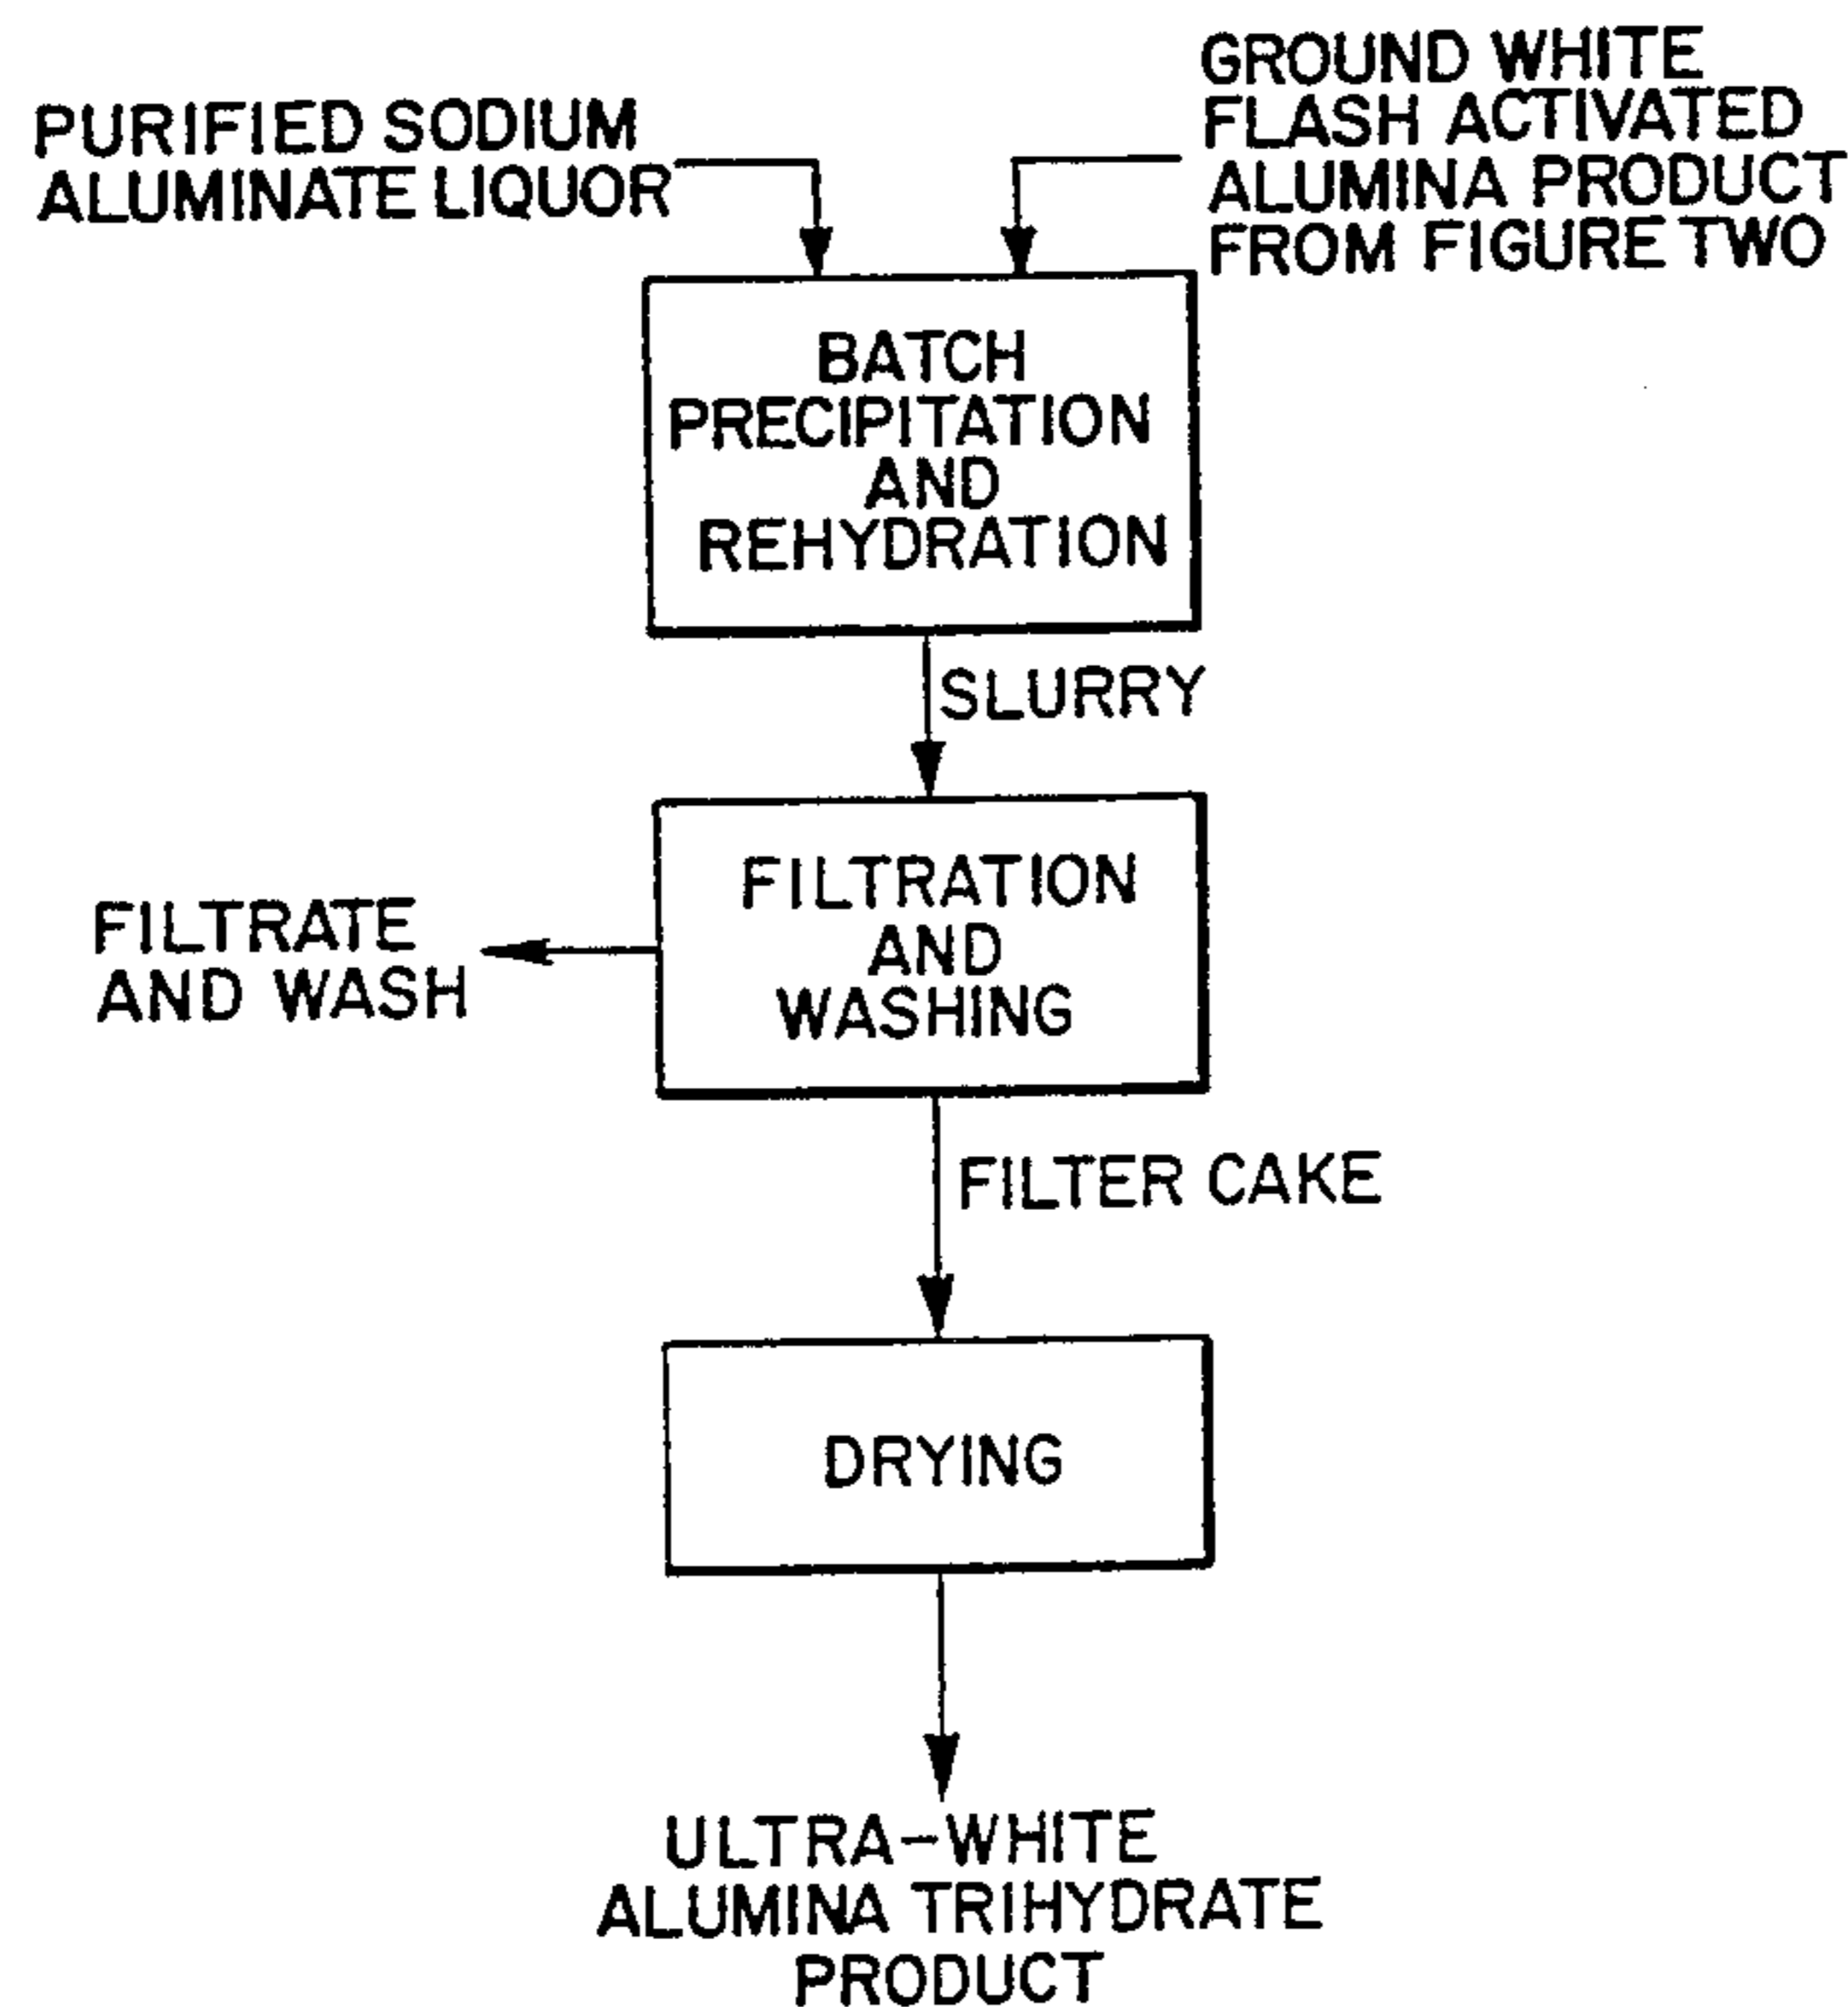 PURIFIED SODIUM
ALUMINATE LIQUOR
GROUND WHITE
FLASH ACTIVATED
ALUMINA PRODUCT
FROM FIGURE TWO
BATCH
PRECIPITATION
AND
REHYDRATION
SLURRY
FILTRATION
AND
WASHING
FILTRATE
AND WASH
FILTER CAKE
DRYING
ULTRA-WHITE
ALUMINA TRIHYDRATE
PRODUCT